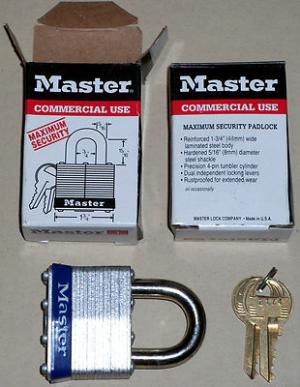 Master
COMMERCIAL USE
MAXIMUM
SECURITY
Master
1¾"
Master
COMMERCIAL USE
MAXIMUM SECURITY PADLOCK
• Reinforced 1-3/4" (44mm) wide
laminated steel body
• Hardened 5/16" (8mm) diameter
steel shackle
• Precision 4-pin tumbler cylinder
• Dual independent locking levers
• Rustproofed for extended wear
oil occasionally
MASTER LOCK COMPANY • Made in U.S.A
Master